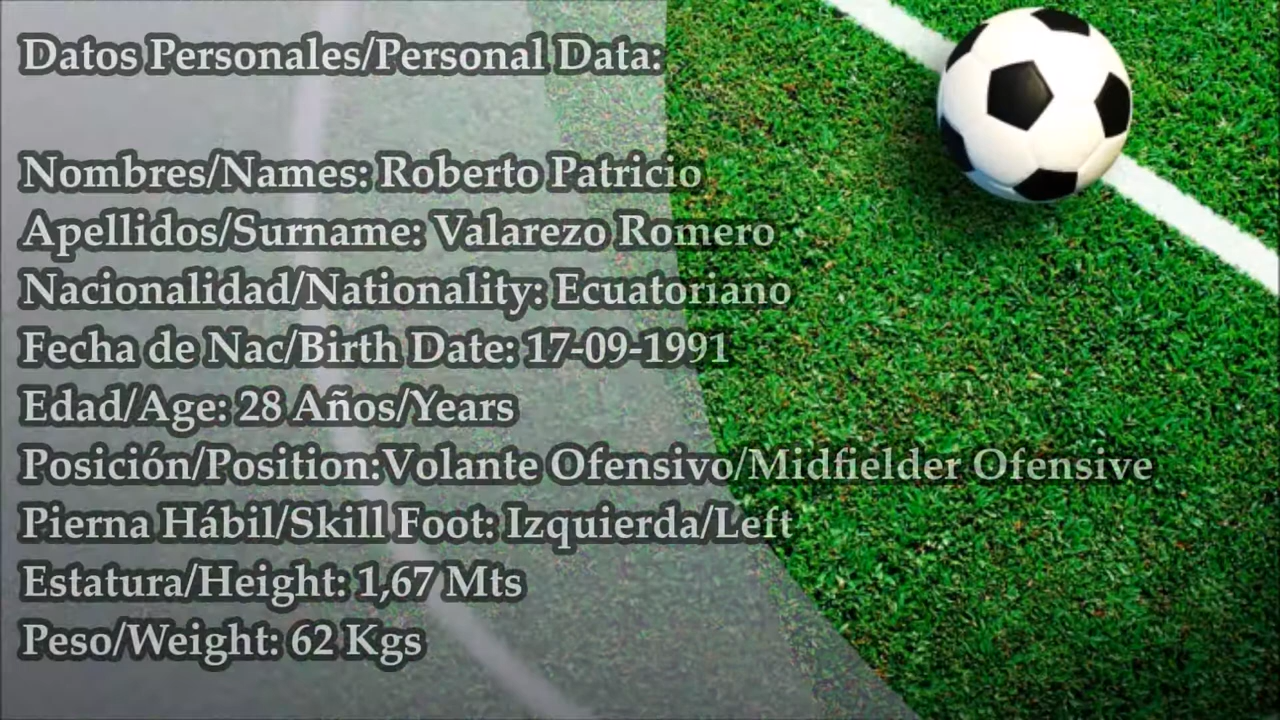 Datos Personales/Personal Data:
Nombres/Names: Roberto Patricio
Apellidos/Surname: Valarezo Romero
Nacionalidad/Nationality: Ecuatoriano
Fecha de Nac/Birth Date: 17-09-1991
Edad/Age: 28 Años/Years
Posición/Position:Volante Ofensivo/Midfielder Ofensive
Pierna Hábil/Skill Foot: Izquierda/Left
Estatura/Height: 1,67 Mts
Peso/Weight: 62 Kgs